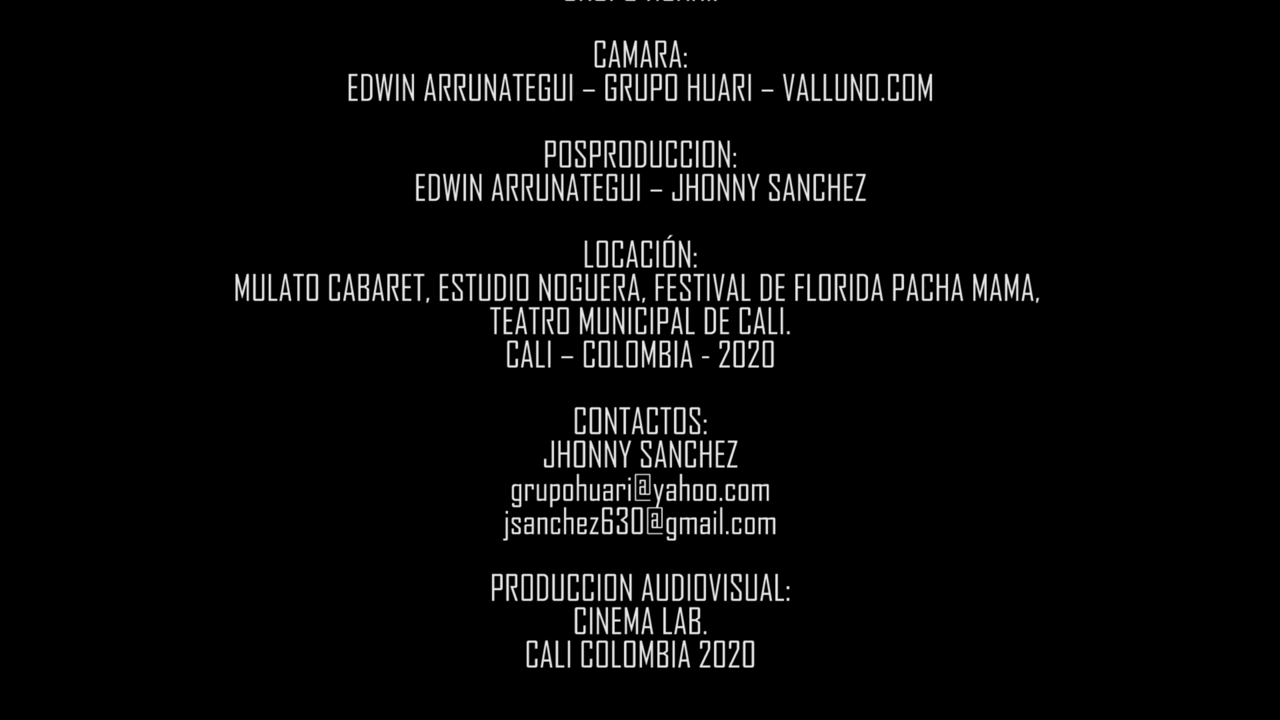 CAMARA:
EDWIN ARRUNATEGUI – GRUPO HUARI – VALLUNO.COM
POSPRODUCCION:
EDWIN ARRUNATEGUI – JHONNY SANCHEZ
LOCACIÓN:
MULATO CABARET, ESTUDIO NOGUERA, FESTIVAL DE FLORIDA PACHA MAMA,
TEATRO MUNICIPAL DE CALI.
CALI – COLOMBIA - 2020
CONTACTOS:
JHONNY SANCHEZ
grupohuari@yahoo.com
jsanchez630@gmail.com
PRODUCCION AUDIOVISUAL:
CINEMA LAB.
CALI COLOMBIA 2020